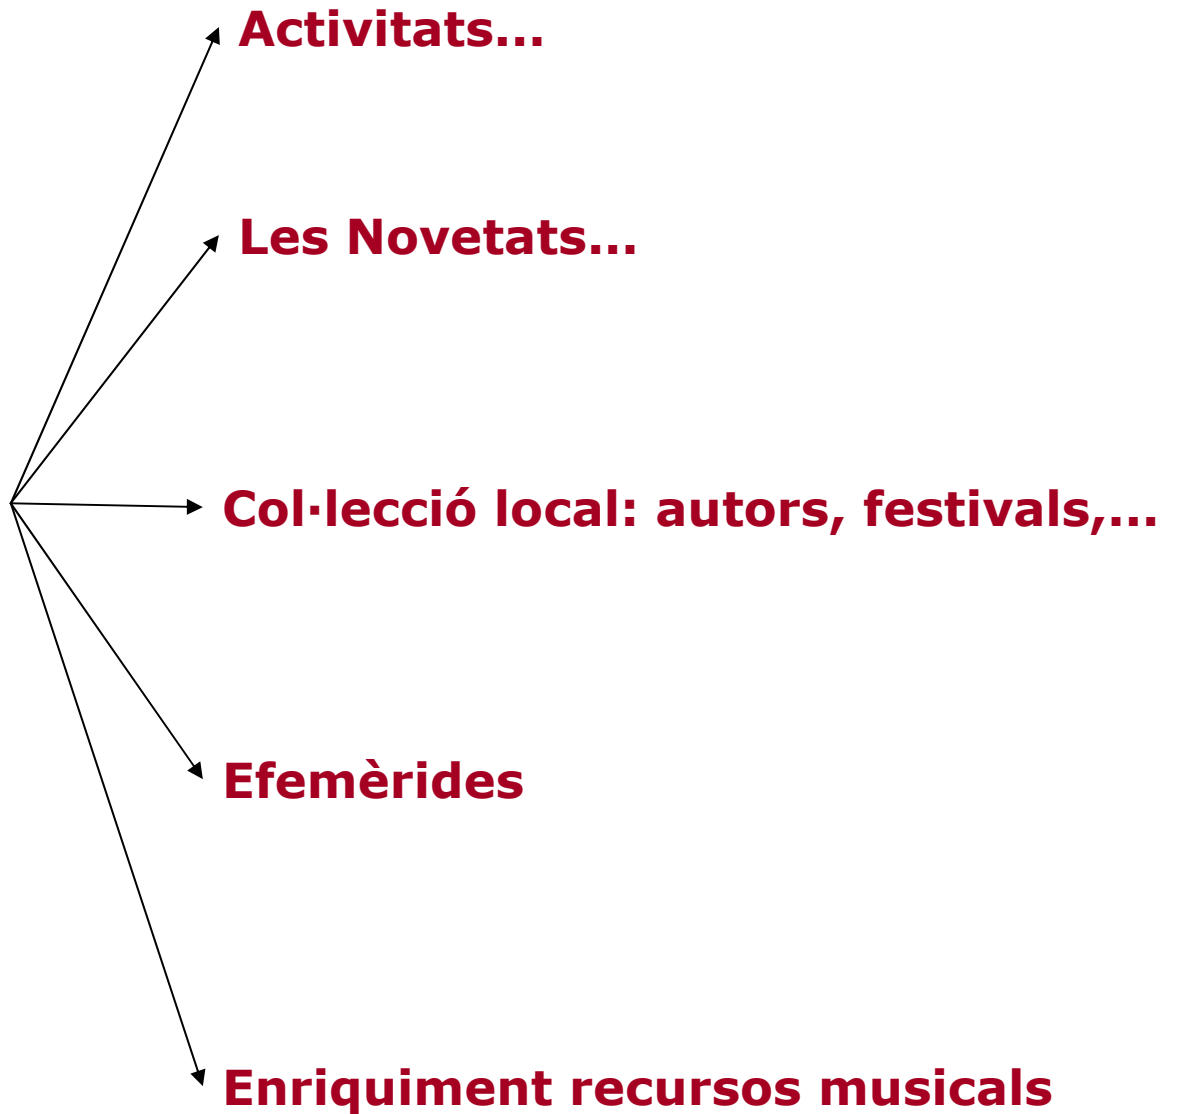 Activitats...
Les Novetats...
Col·lecció local: autors, festivals,...
Efemèrides
Enriquiment recursos musicals